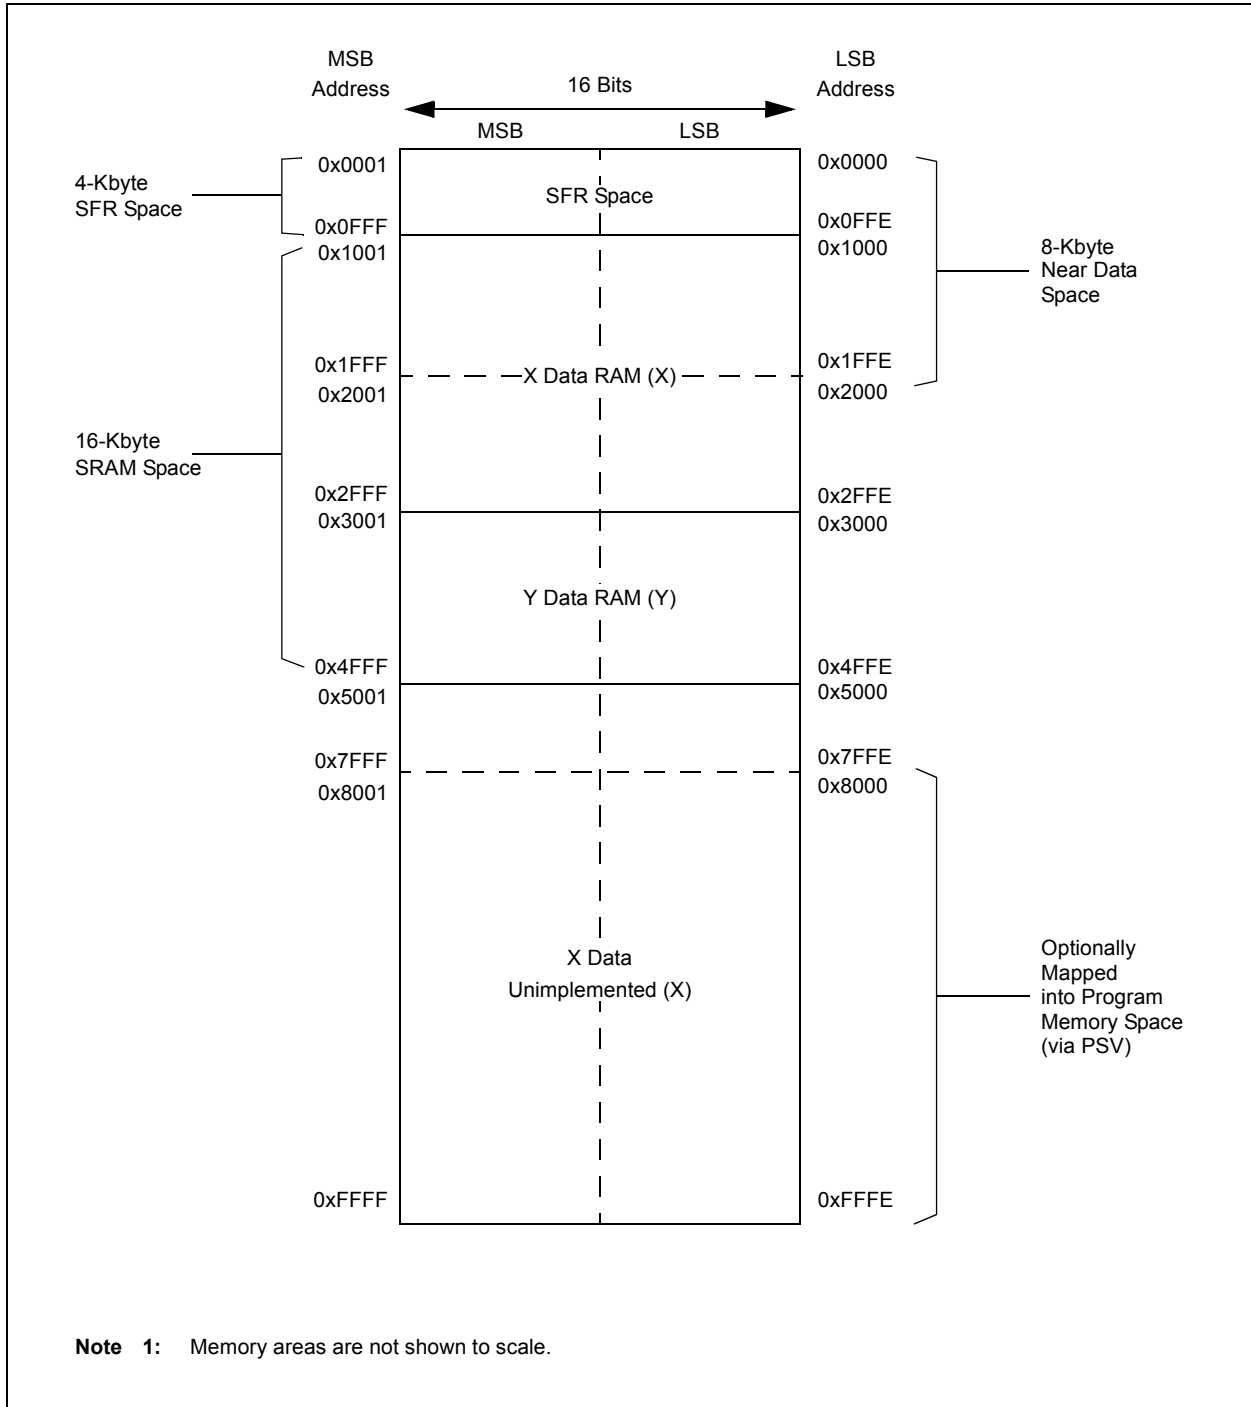 MSB
Address
LSB
Address
16 Bits
MSB
LSB
0x0001
0x0000
4-Kbyte
SFR Space
SFR Space
0x0FFF
0x0FFE
0x1001
0x1000
8-Kbyte
Near Data
Space
0x1FFF
0x1FFE
X Data RAM (X)
0x2001
0x2000
16-Kbyte
SRAM Space
0x2FFF
0x2FFE
0x3001
0x3000
Y Data RAM (Y)
0x4FFF
0x4FFE
0x5001
0x5000
0x7FFF
0x7FFE
0x8001
0x8000
X Data
Unimplemented (X)
Optionally
Mapped
into Program
Memory Space
(via PSV)
0xFFFF
0xFFFE
Note 1: Memory areas are not shown to scale.